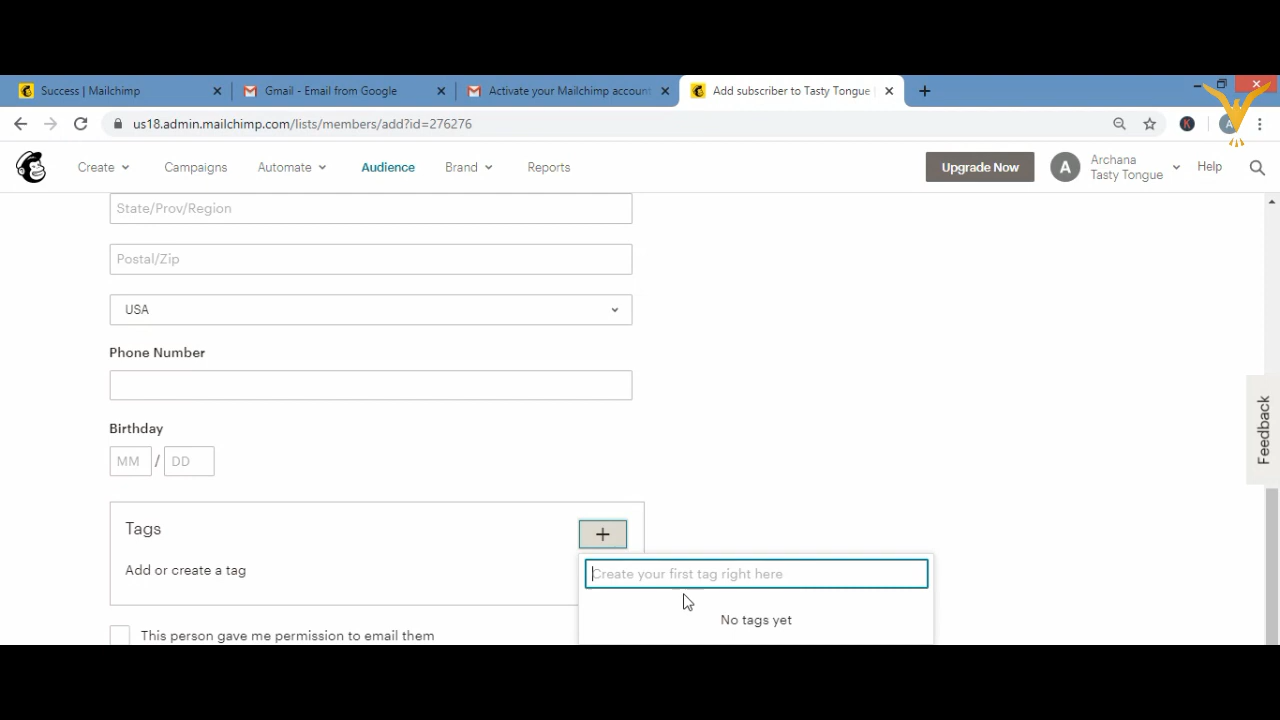 Success | Mailchimp
Gmail - Email from Google
Activate your Mailchimp accoun
Add subscriber to Tasty Tongue |
us18.admin.mailchimp.com/lists/members/add?id=276276
K
A
Create
Campaigns
Automate
Audience
Brand
Reports
Upgrade Now
A
Archana
Tasty Tongue
Help
State/Prov/Region
Postal/Zip
USA
Phone Number
Birthday
MM / DD
Feedback
Tags
+
Add or create a tag
Create your first tag right here
No tags yet
This person gave me permission to email them